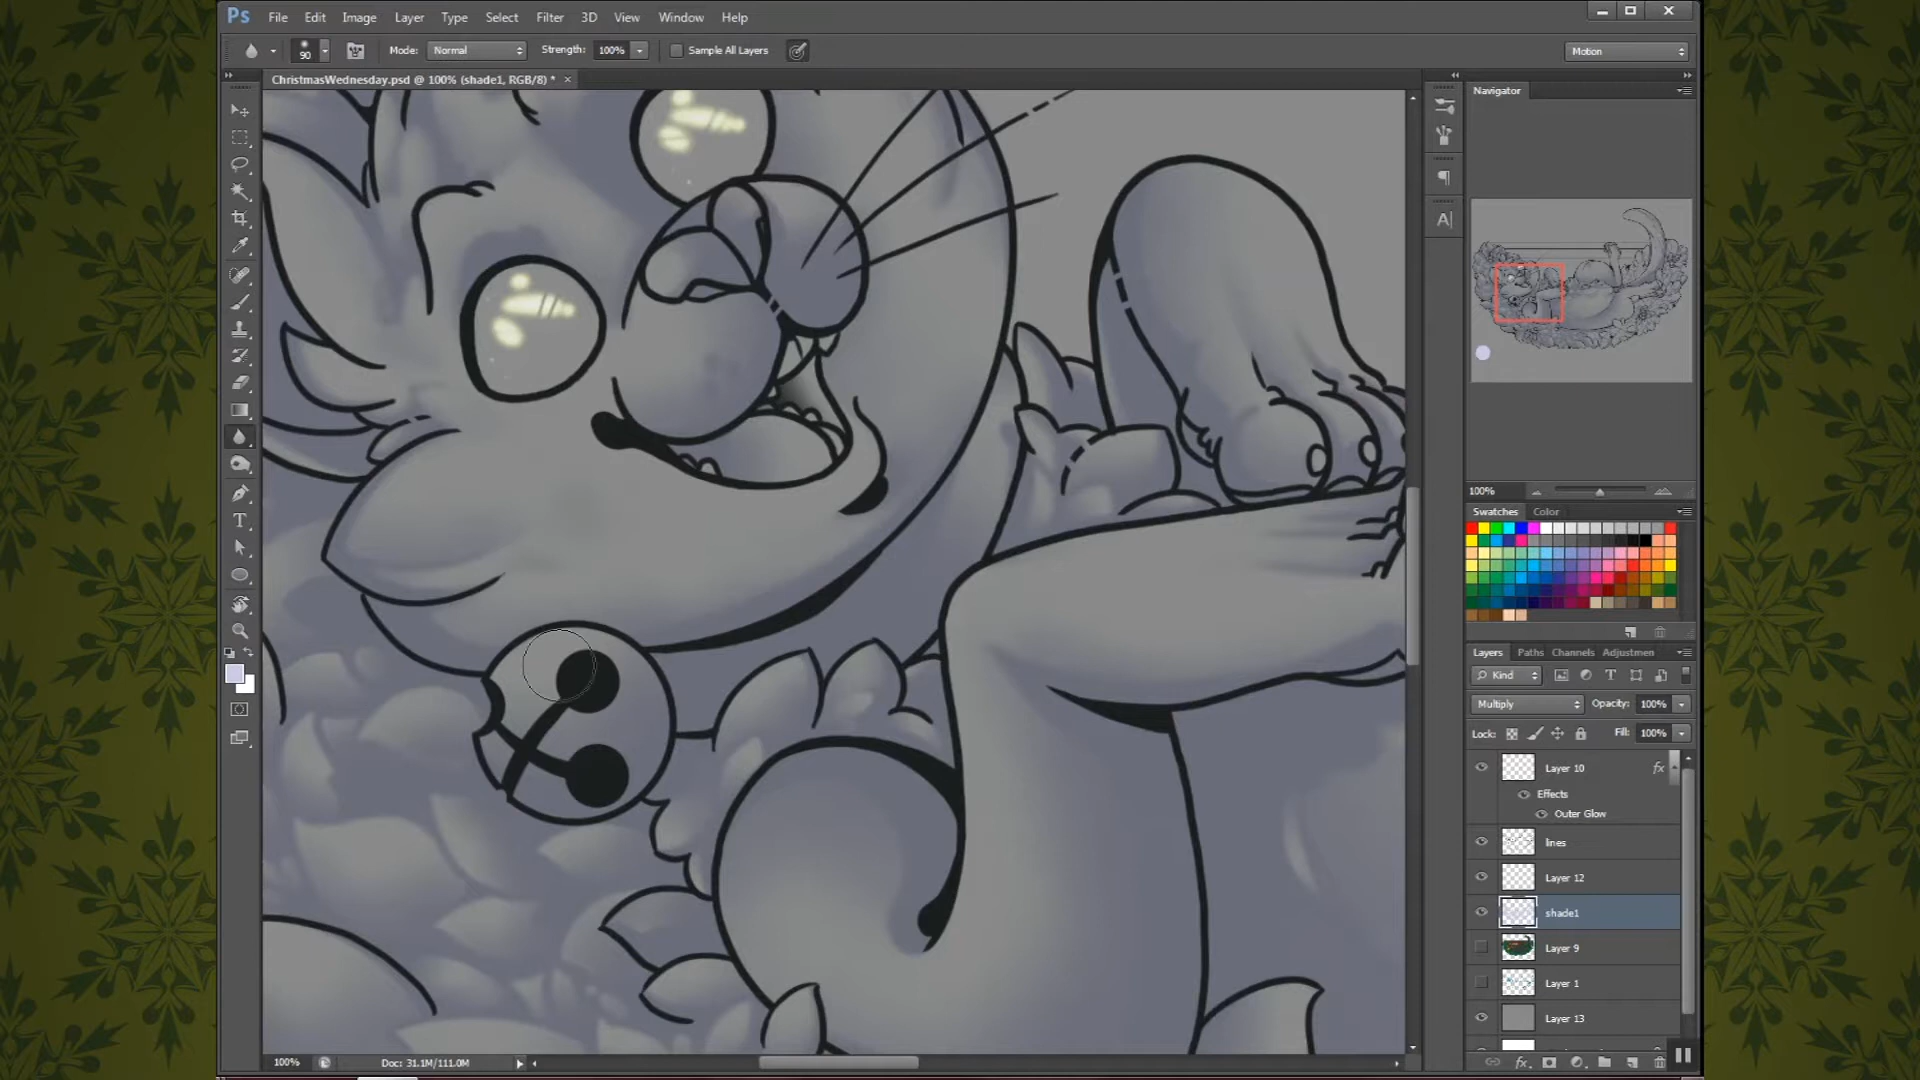 Ps File Edit Image Layer Type Select Filter 3D View Window Help
90 Mode: Normal Strength: 100% Sample All Layers Motion
ChristmasWednesday.psd @ 100% (shade1, RGB/8) * ×
Navigator
100%
Swatches Color
Layers Paths Channels Adjustmen
Kind
Multiply Opacity: 100%
Lock: Fill: 100%
Layer 10 fx
Effects
Outer Glow
lines
Layer 12
shade1
Layer 9
Layer 1
Layer 13
100% Doc: 31.1M/111.0M